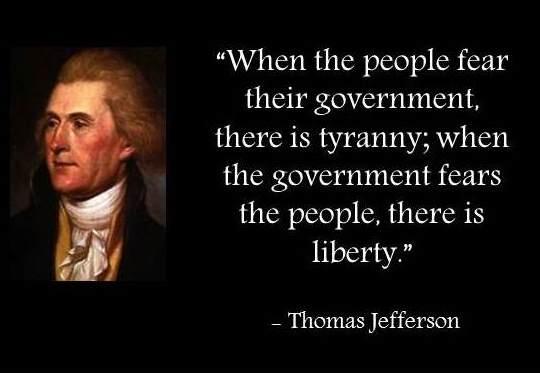 “When the people fear
their government,
there is tyranny; when
the government fears
the people, there is
liberty.”
– Thomas Jefferson